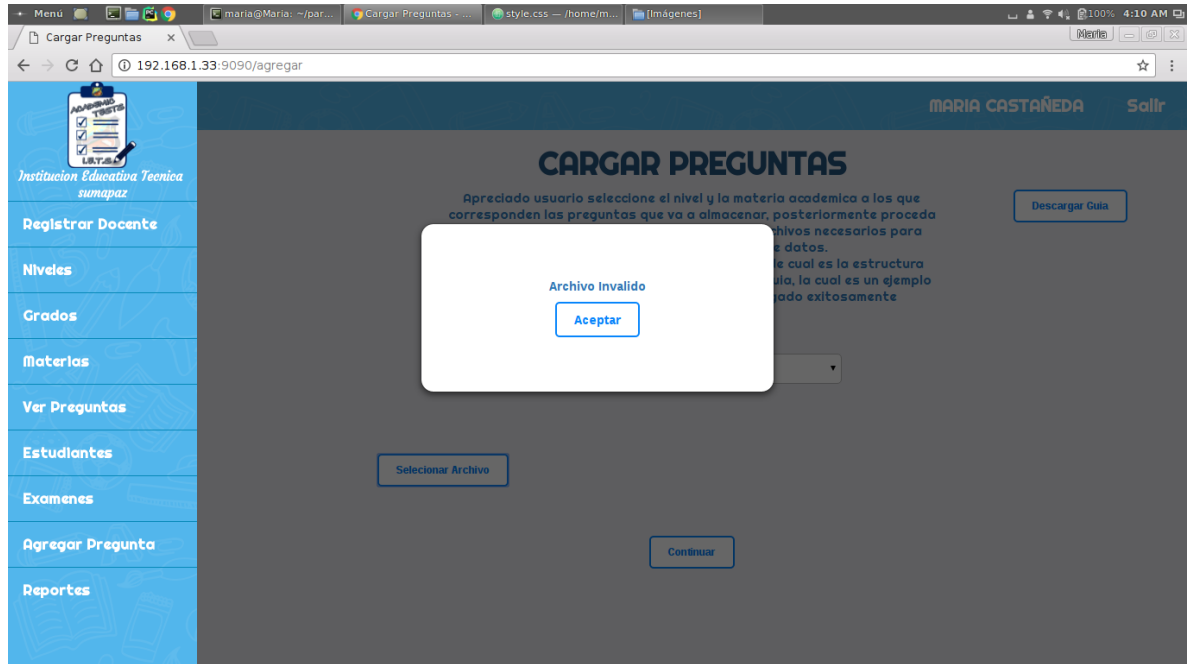 Menú
maria@Maria: ~/par...
Cargar Preguntas - ...
style.css — /home/m...
[Imágenes]
100% 4:10 AM
Cargar Preguntas
Maria
192.168.1.33:9090/agregar
ACADEMIC
TESTS
I.E.T.S.
Institucion Educativa Tecnica
sumapaz
MARIA CASTAÑEDA
Salir
Registrar Docente
Niveles
Grados
Materias
Ver Preguntas
Estudiantes
Examenes
Agregar Pregunta
Reportes
CARGAR PREGUNTAS
Apreciado usuario seleccione el nivel y la materia academica a los que
corresponden las preguntas que va a almacenar, posteriormente proceda
chivos necesarios para
e datos.
cual es la estructura
uia, la cual es un ejemplo
gado exitosamente
Descargar Guia
Archivo Invalido
Aceptar
Selecionar Archivo
Continuar